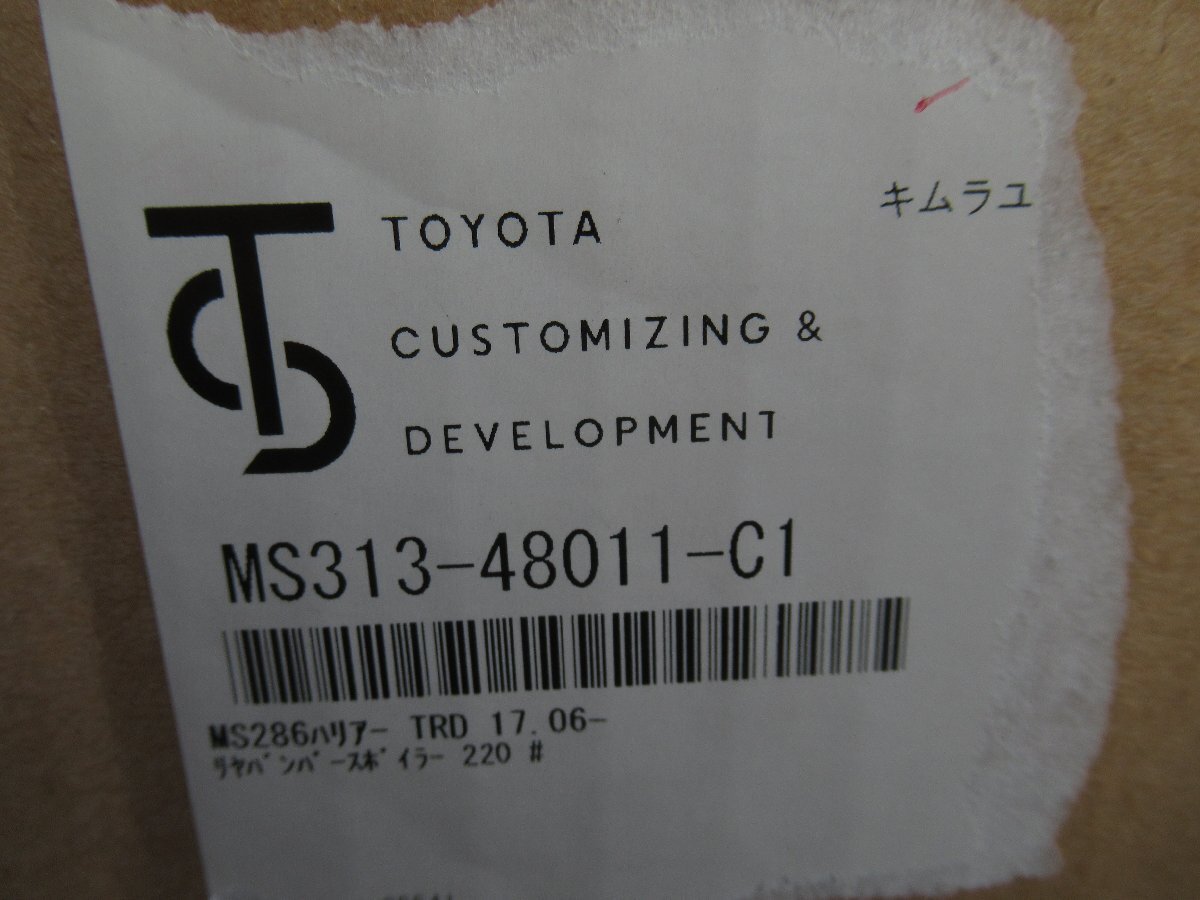 キムラユ
TOYOTA
CUSTOMIZING &
DEVELOPMENT
MS313-48011-C1
MS286ﾊﾘｱｰ TRD 17.06-
ﾘﾔﾊﾞﾝﾊﾟｰｽﾎﾟｲﾗｰ 220 #